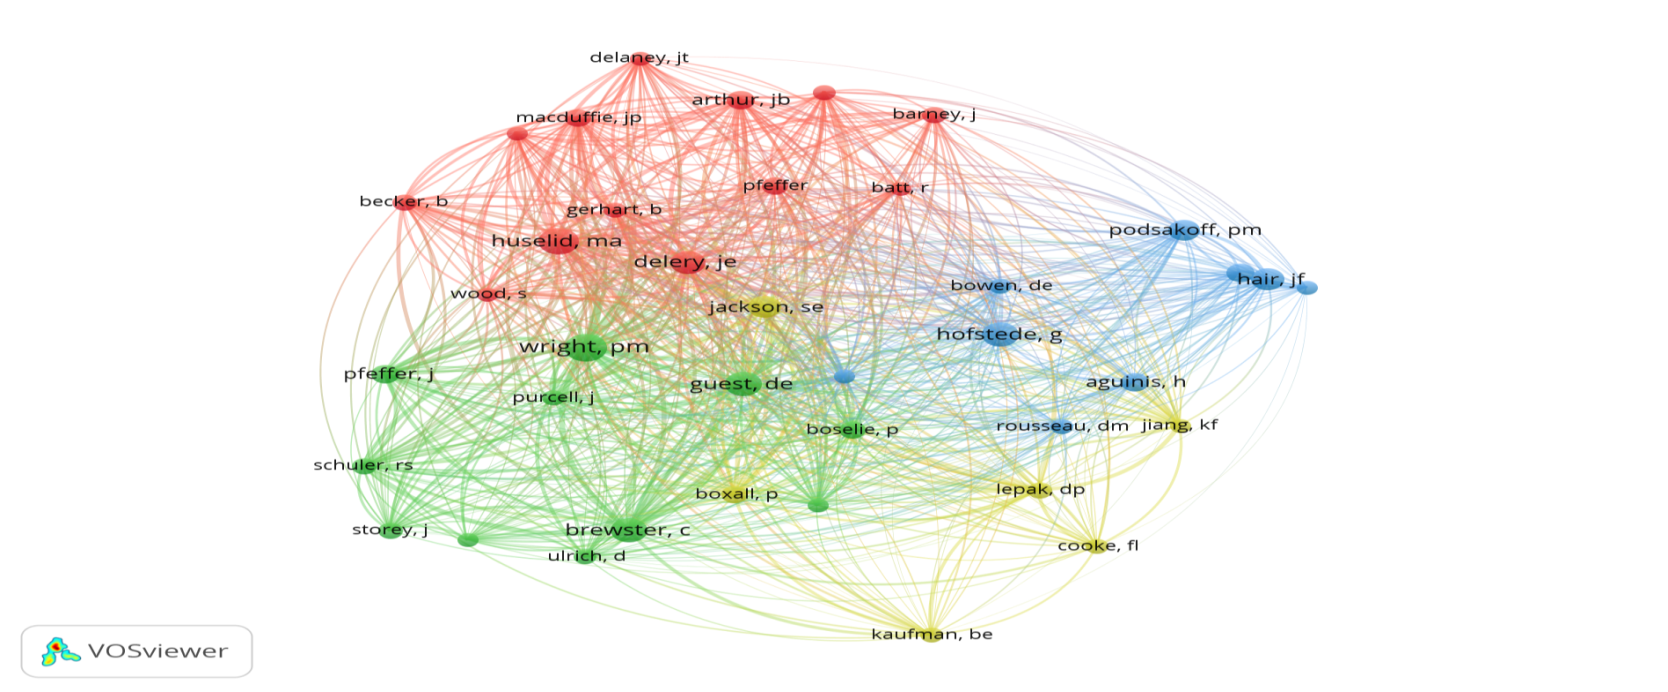 delaney, jt
arthur, jb
macduffie, jp
barney, j
pfeffer
batt, r
becker, b
gerhart, b
podsakoff, pm
huselid, ma
delery, je
hair, jf
bowen, de
wood, s
jackson, se
hofstede, g
wright, pm
pfeffer, j
guest, de
aguinis, h
purcell, j
boselie, p
rousseau, dm
jiang, kf
schuler, rs
lepak, dp
boxall, p
storey, j
brewster, c
cooke, fl
ulrich, d
kaufman, be
VOSviewer